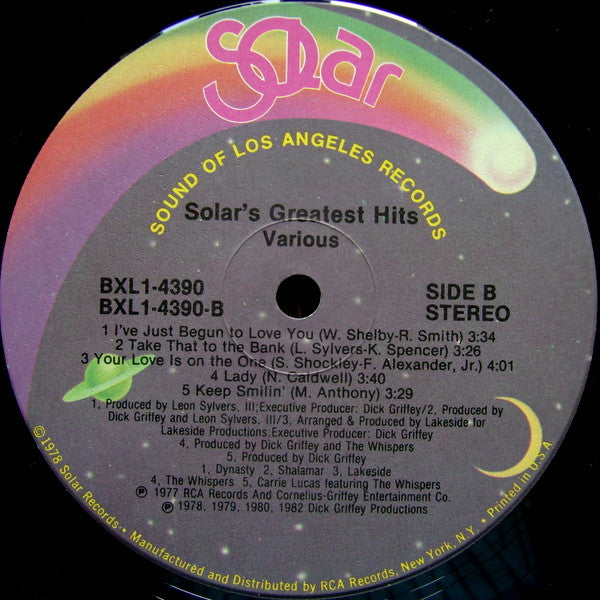 Solar
SOUND OF LOS ANGELES RECORDS
Solar's Greatest Hits
Various
BXL1-4390
BXL1-4390-B
SIDE B
STEREO
1 I've Just Begun to Love You (W. Shelby-R. Smith) 3:34
2 Take That to the Bank (L. Sylvers-K. Spencer) 3:26
3 Your Love Is on the One (S. Shockley-F. Alexander, Jr.) 4:01
4 Lady (N. Caldwell) 3:40
5 Keep Smilin' (M. Anthony) 3:29
1, Produced by Leon Sylvers, III;Executive Producer: Dick Griffey/2, Produced by
Dick Griffey and Leon Sylvers, III/3, Arranged & Produced by Lakeside for
Lakeside Productions;Executive Producer: Dick Griffey
4, Produced by Dick Griffey and The Whispers
5, Produced by Dick Griffey
1, Dynasty 2, Shalamar 3, Lakeside
4, The Whispers 5, Carrie Lucas featuring The Whispers
℗ 1977 RCA Records And Cornelius-Griffey Entertainment Co.
℗ 1978, 1979, 1980, 1982 Dick Griffey Productions
© 1978 Solar Records • Manufactured and Distributed by RCA Records, New York, N.Y. • Printed in U.S.A.